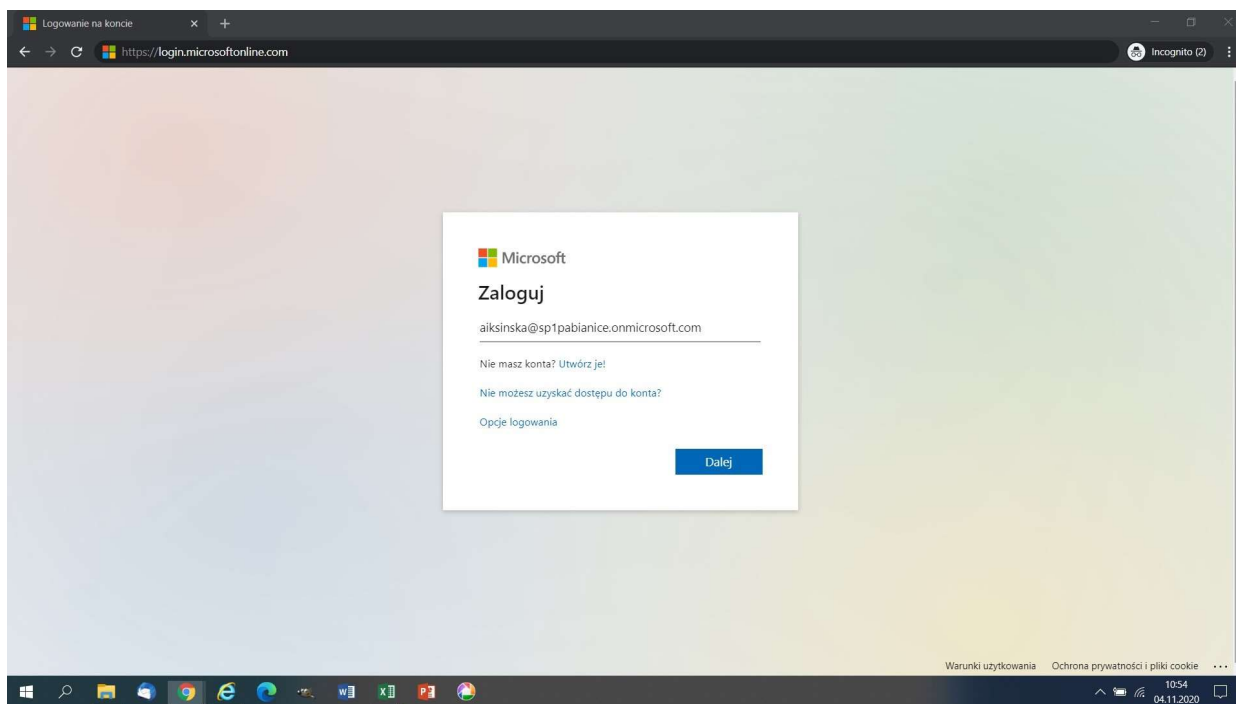 Logowanie na koncie
https://login.microsoftonline.com
Incognito (2)
Microsoft
Zaloguj
aiksinska@sp1pabianice.onmicrosoft.com
Nie masz konta? Utwórz je!
Nie możesz uzyskać dostępu do konta?
Opcje logowania
Dalej
Warunki użytkowania Ochrona prywatności i pliki cookie ...
10:54
04.11.2020